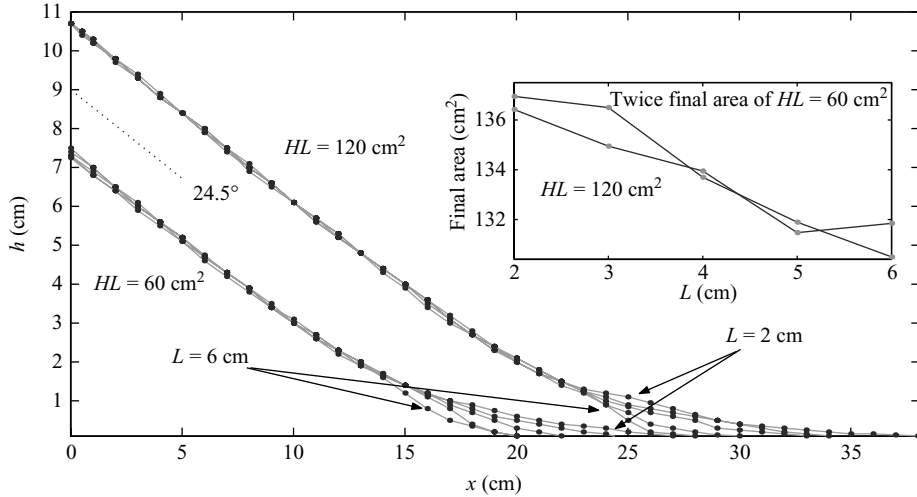 11
10
9
8
7
6
5
4
3
2
1
h (cm)
0
5
10
15
20
25
30
35
x (cm)
24.5°
HL = 120 cm²
HL = 60 cm²
L = 6 cm
L = 2 cm
Twice final area of HL = 60 cm²
HL = 120 cm²
Final area (cm²)
136
134
132
2
3
4
5
6
L (cm)